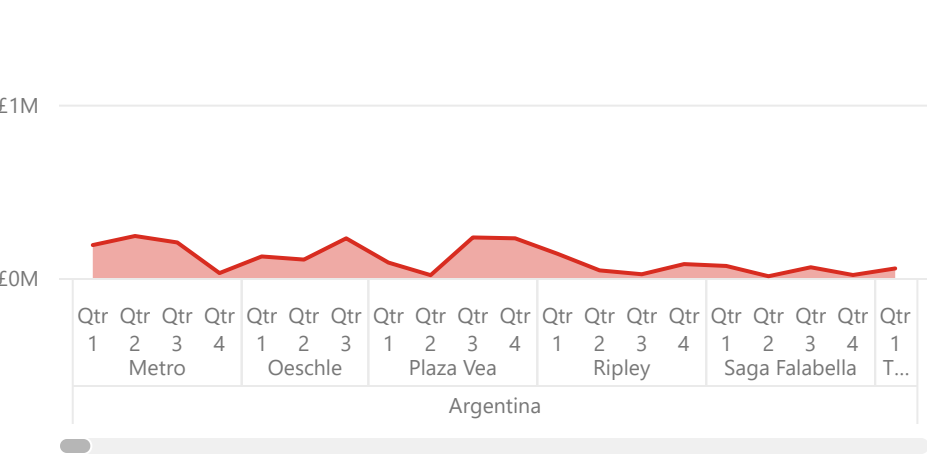 £1M
£0M
Qtr Qtr Qtr Qtr Qtr Qtr Qtr Qtr Qtr Qtr Qtr Qtr Qtr Qtr Qtr Qtr Qtr Qtr Qtr Qtr
1 2 3 4 1 2 3 1 2 3 4 1 2 3 4 1 2 3 4 1
Metro Oeschle Plaza Vea Ripley Saga Falabella T...
Argentina